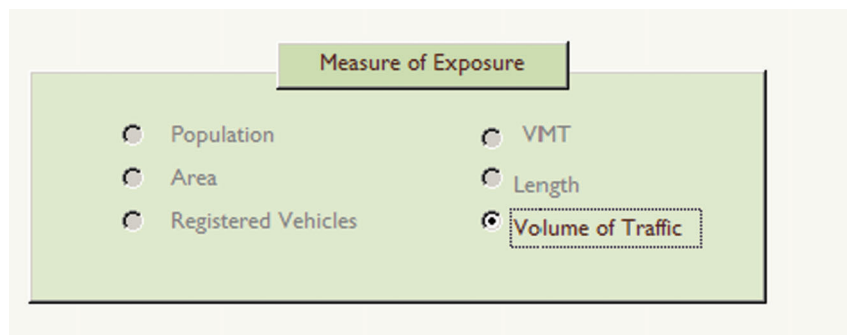 Measure of Exposure
Population
Area
Registered Vehicles
VMT
Length
Volume of Traffic